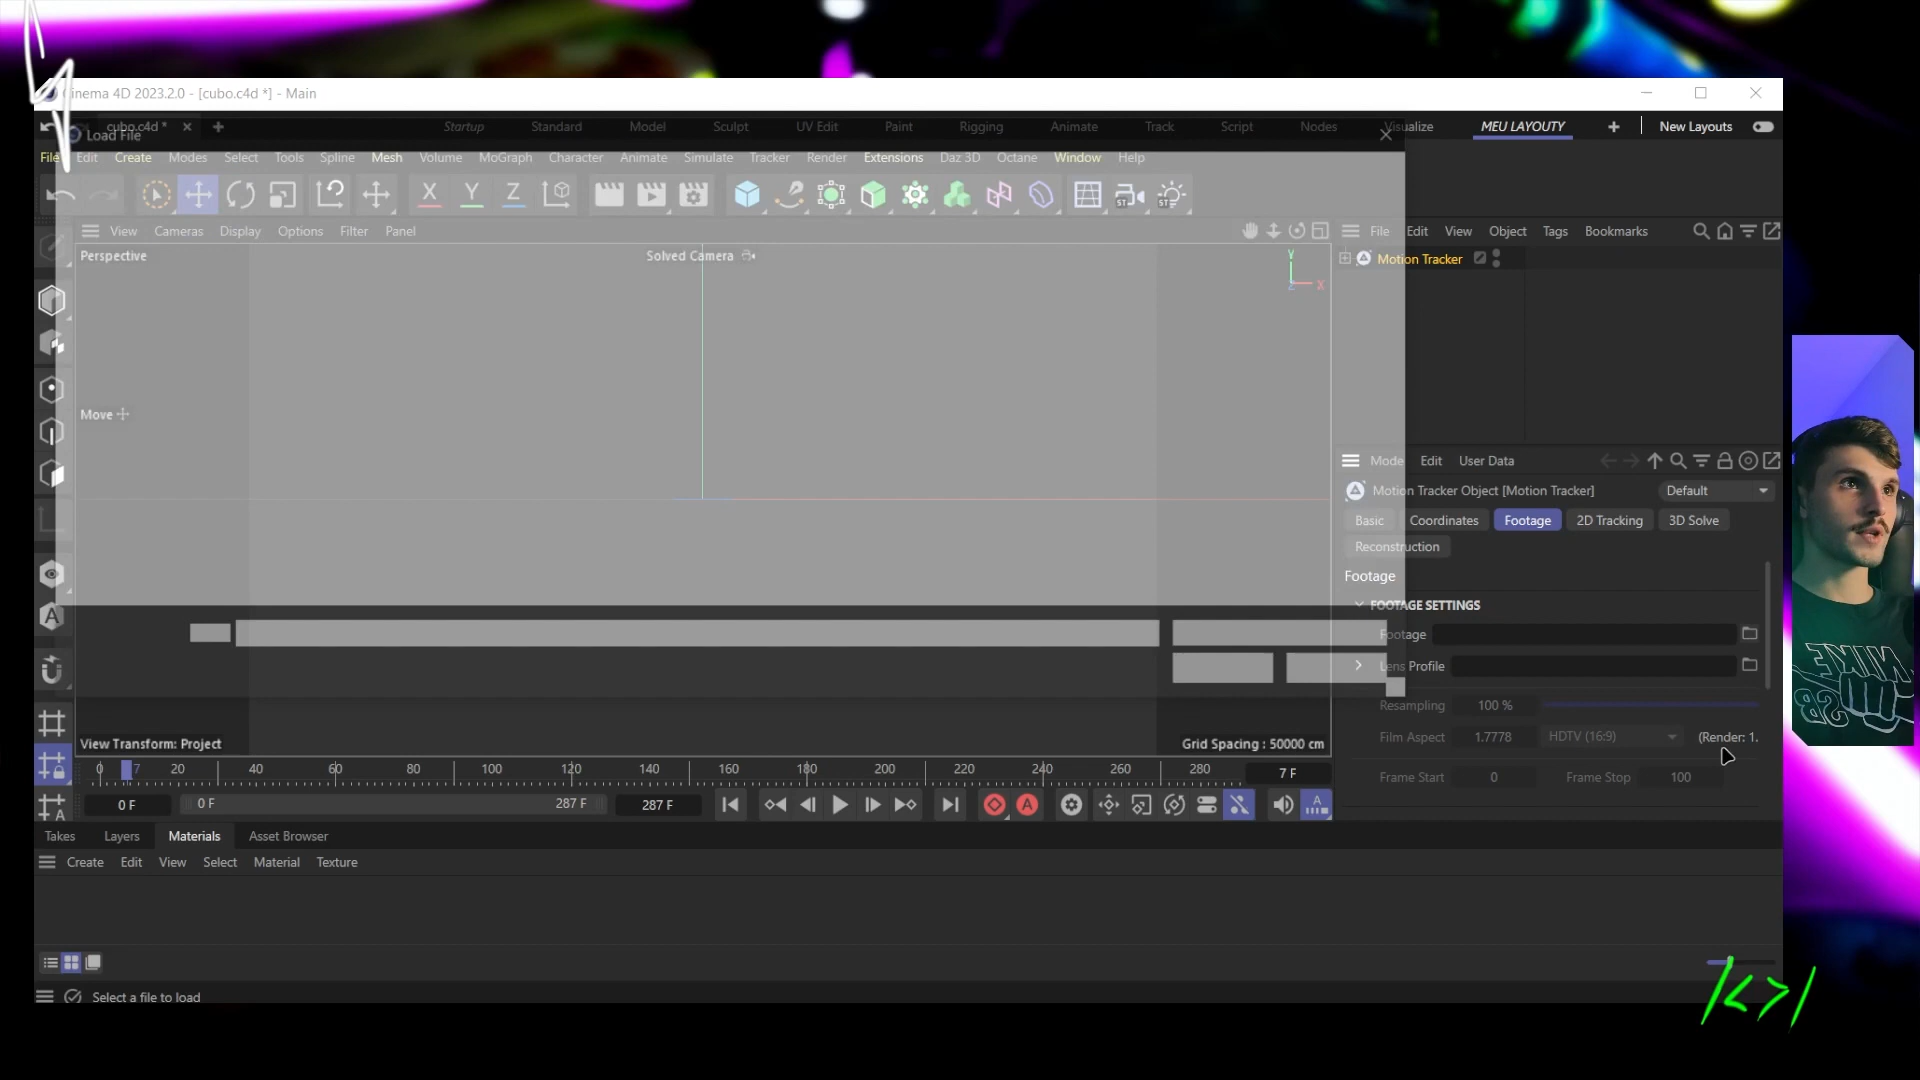 Cinema 4D 2023.2.0 - [cubo.c4d *] - Main
cubo.c4d *
Load File
Startup Standard Model Sculpt UV Edit Paint Rigging Animate Track Script Nodes Visualize MEU LAYOUTY New Layouts
File Edit Create Modes Select Tools Spline Mesh Volume MoGraph Character Animate Simulate Tracker Render Extensions Daz 3D Octane Window Help
X Y Z ST ST
View Cameras Display Options Filter Panel
File Edit View Object Tags Bookmarks
Perspective
Solved Camera
Y
X
Z
Motion Tracker
Move
Mode Edit User Data
Motion Tracker Object [Motion Tracker]
Default
Basic Coordinates Footage 2D Tracking 3D Solve
Reconstruction
Footage
FOOTAGE SETTINGS
Footage
Lens Profile
Resampling 100 %
Film Aspect 1.7778 HDTV (16:9) (Render: 1.
Frame Start 0 Frame Stop 100
View Transform: Project
Grid Spacing : 50000 cm
0 7 20 40 60 80 100 120 140 160 180 200 220 240 260 280
7 F
0 F 0 F 287 F 287 F
Takes Layers Materials Asset Browser
Create Edit View Select Material Texture
Select a file to load
NIKE
SB